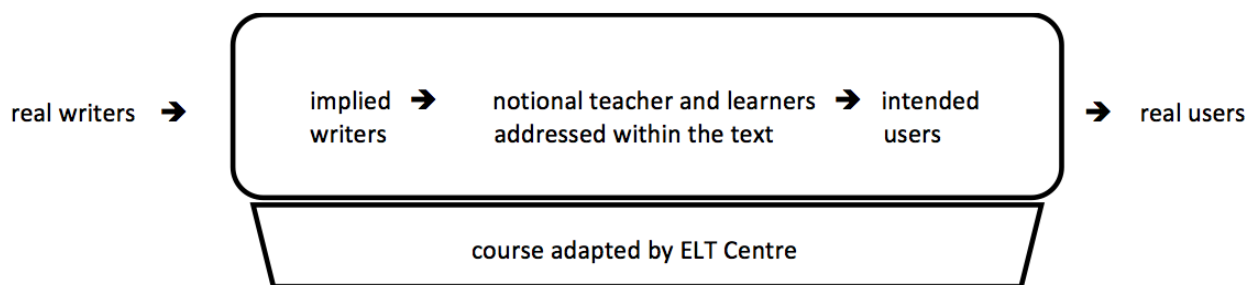 real writers ➔ implied ➔ notional teacher and learners ➔ intended ➔ real users
writers addressed within the text users
course adapted by ELT Centre